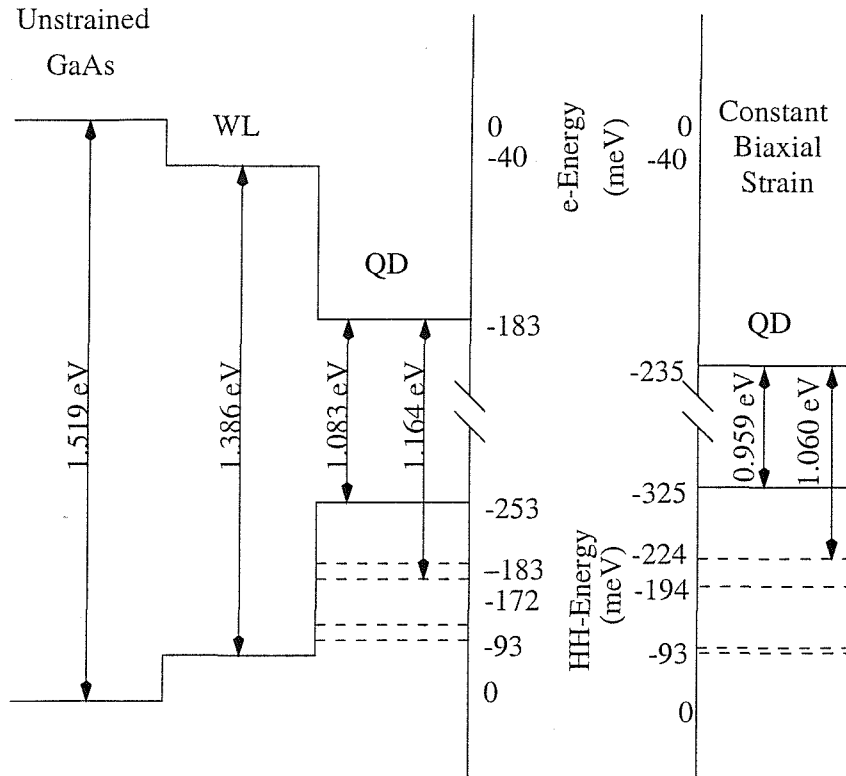 Unstrained
GaAs
WL
QD
1.519 eV
1.386 eV
1.083 eV
1.164 eV
0
-40
-183
-253
-183
-172
-93
0
e-Energy
(meV)
HH-Energy
(meV)
0
-40
-235
-325
-224
-194
-93
0
Constant
Biaxial
Strain
QD
0.959 eV
1.060 eV